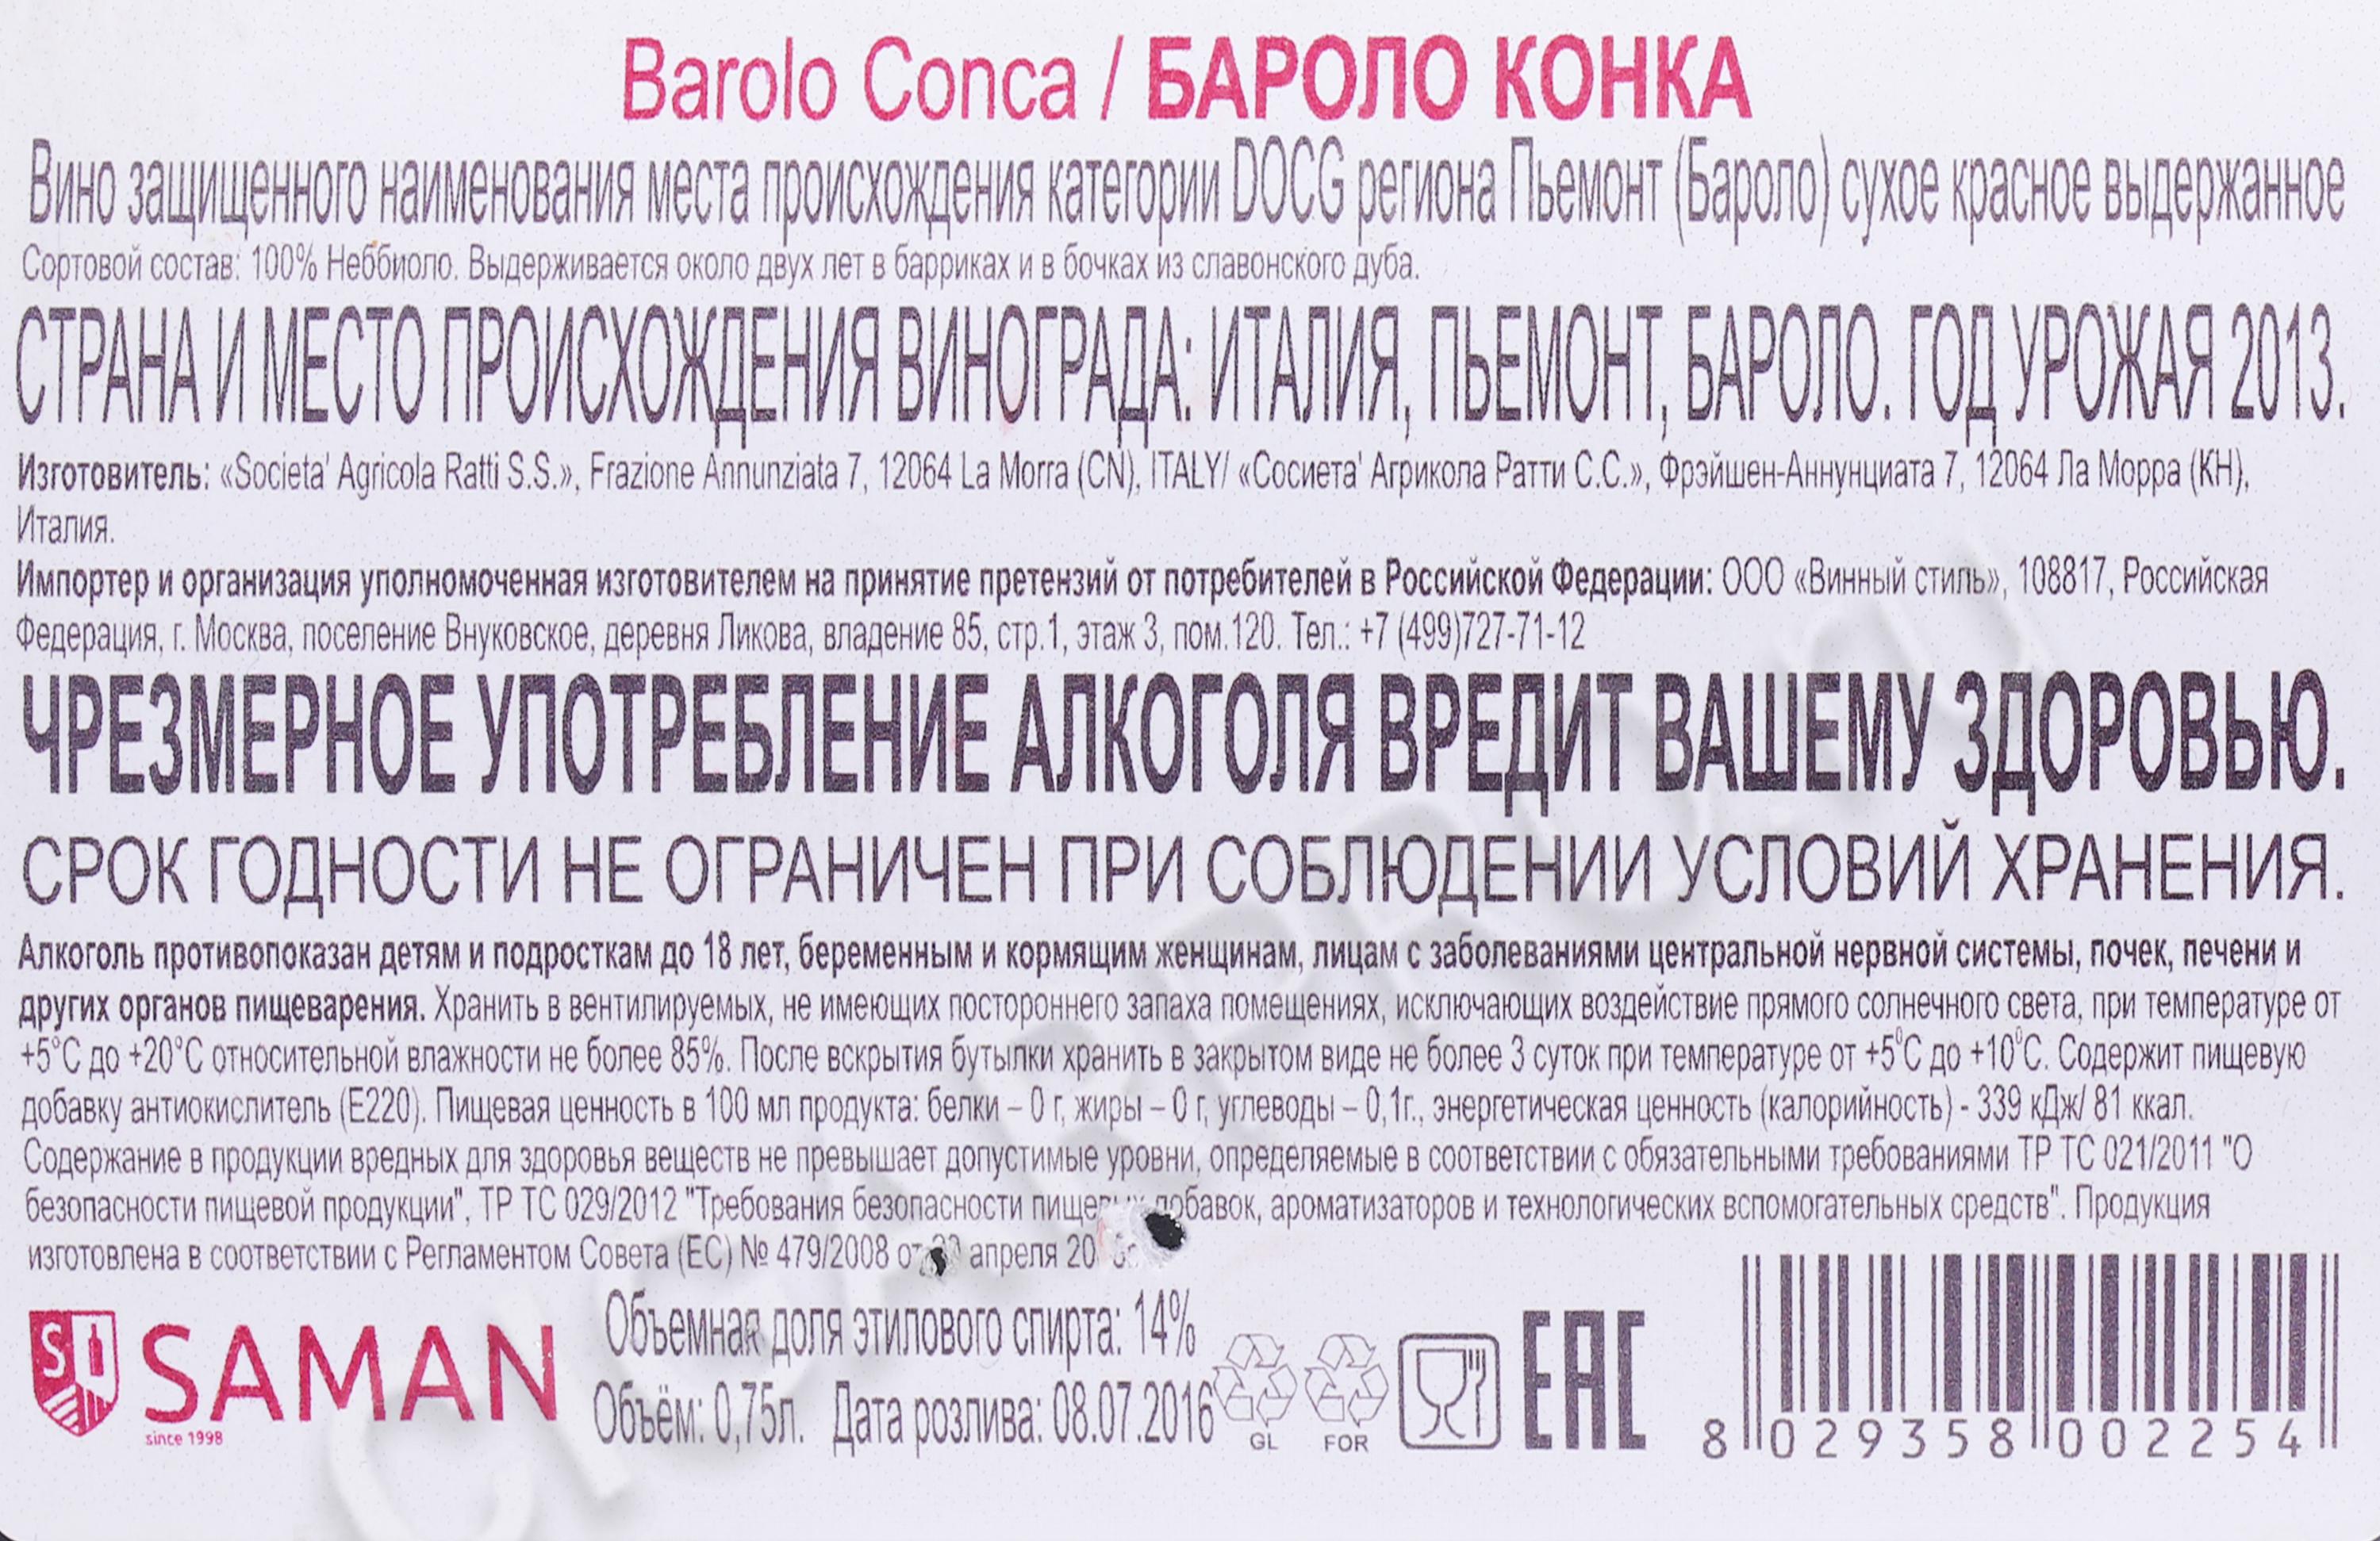 Barolo Conca / БАРОЛО КОНКА
Вино защищенного наименования места происхождения категории DOCG региона Пьемонт (Бароло) сухое красное выдержанное
Сортовой состав: 100% Неббиоло. Выдерживается около двух лет в барриках и в бочках из славонского дуба.
СТРАНА И МЕСТО ПРОИСХОЖДЕНИЯ ВИНОГРАДА: ИТАЛИЯ, ПЬЕМОНТ, БАРОЛО. ГОД УРОЖАЯ 2013.
Изготовитель: «Societa' Agricola Ratti S.S.», Frazione Annunziata 7, 12064 La Morra (CN), ITALY/ «Сосиета' Агрикола Ратти С.С.», Фрэйшен-Аннунциата 7, 12064 Ла Морра (КН),
Италия.
Импортер и организация уполномоченная изготовителем на принятие претензий от потребителей в Российской Федерации: ООО «Винный стиль», 108817, Российская
Федерация, г. Москва, поселение Внуковское, деревня Ликова, владение 85, стр.1, этаж 3, пом.120. Тел.: +7 (499)727-71-12
ЧРЕЗМЕРНОЕ УПОТРЕБЛЕНИЕ АЛКОГОЛЯ ВРЕДИТ ВАШЕМУ ЗДОРОВЬЮ.
СРОК ГОДНОСТИ НЕ ОГРАНИЧЕН ПРИ СОБЛЮДЕНИИ УСЛОВИЙ ХРАНЕНИЯ.
Алкоголь противопоказан детям и подросткам до 18 лет, беременным и кормящим женщинам, лицам с заболеваниями центральной нервной системы, почек, печени и
других органов пищеварения. Хранить в вентилируемых, не имеющих постороннего запаха помещениях, исключающих воздействие прямого солнечного света, при температуре от
+5°С до +20°С относительной влажности не более 85%. После вскрытия бутылки хранить в закрытом виде не более 3 суток при температуре от +5⁰С до +10⁰С. Содержит пищевую
добавку антиокислитель (Е220). Пищевая ценность в 100 мл продукта: белки – 0 г, жиры – 0 г, углеводы – 0,1г., энергетическая ценность (калорийность) - 339 кДж/ 81 ккал.
Содержание в продукции вредных для здоровья веществ не превышает допустимые уровни, определяемые в соответствии с обязательными требованиями ТР ТС 021/2011 "О
безопасности пищевой продукции", ТР ТС 029/2012 "Требования безопасности ароматизаторов и технологических вспомогательных средств". Продукция
изготовлена в соответствии с Регламентом Совета (ЕС) № 479/2008 апреля
Объемная доля этилового спирта: 14%
Объём: 0,75л. Дата розлива: 08.07.2016
SI SAMAN
since 1998
GL FOR
EAC
8 029358 002254
CIGARPRO.ru